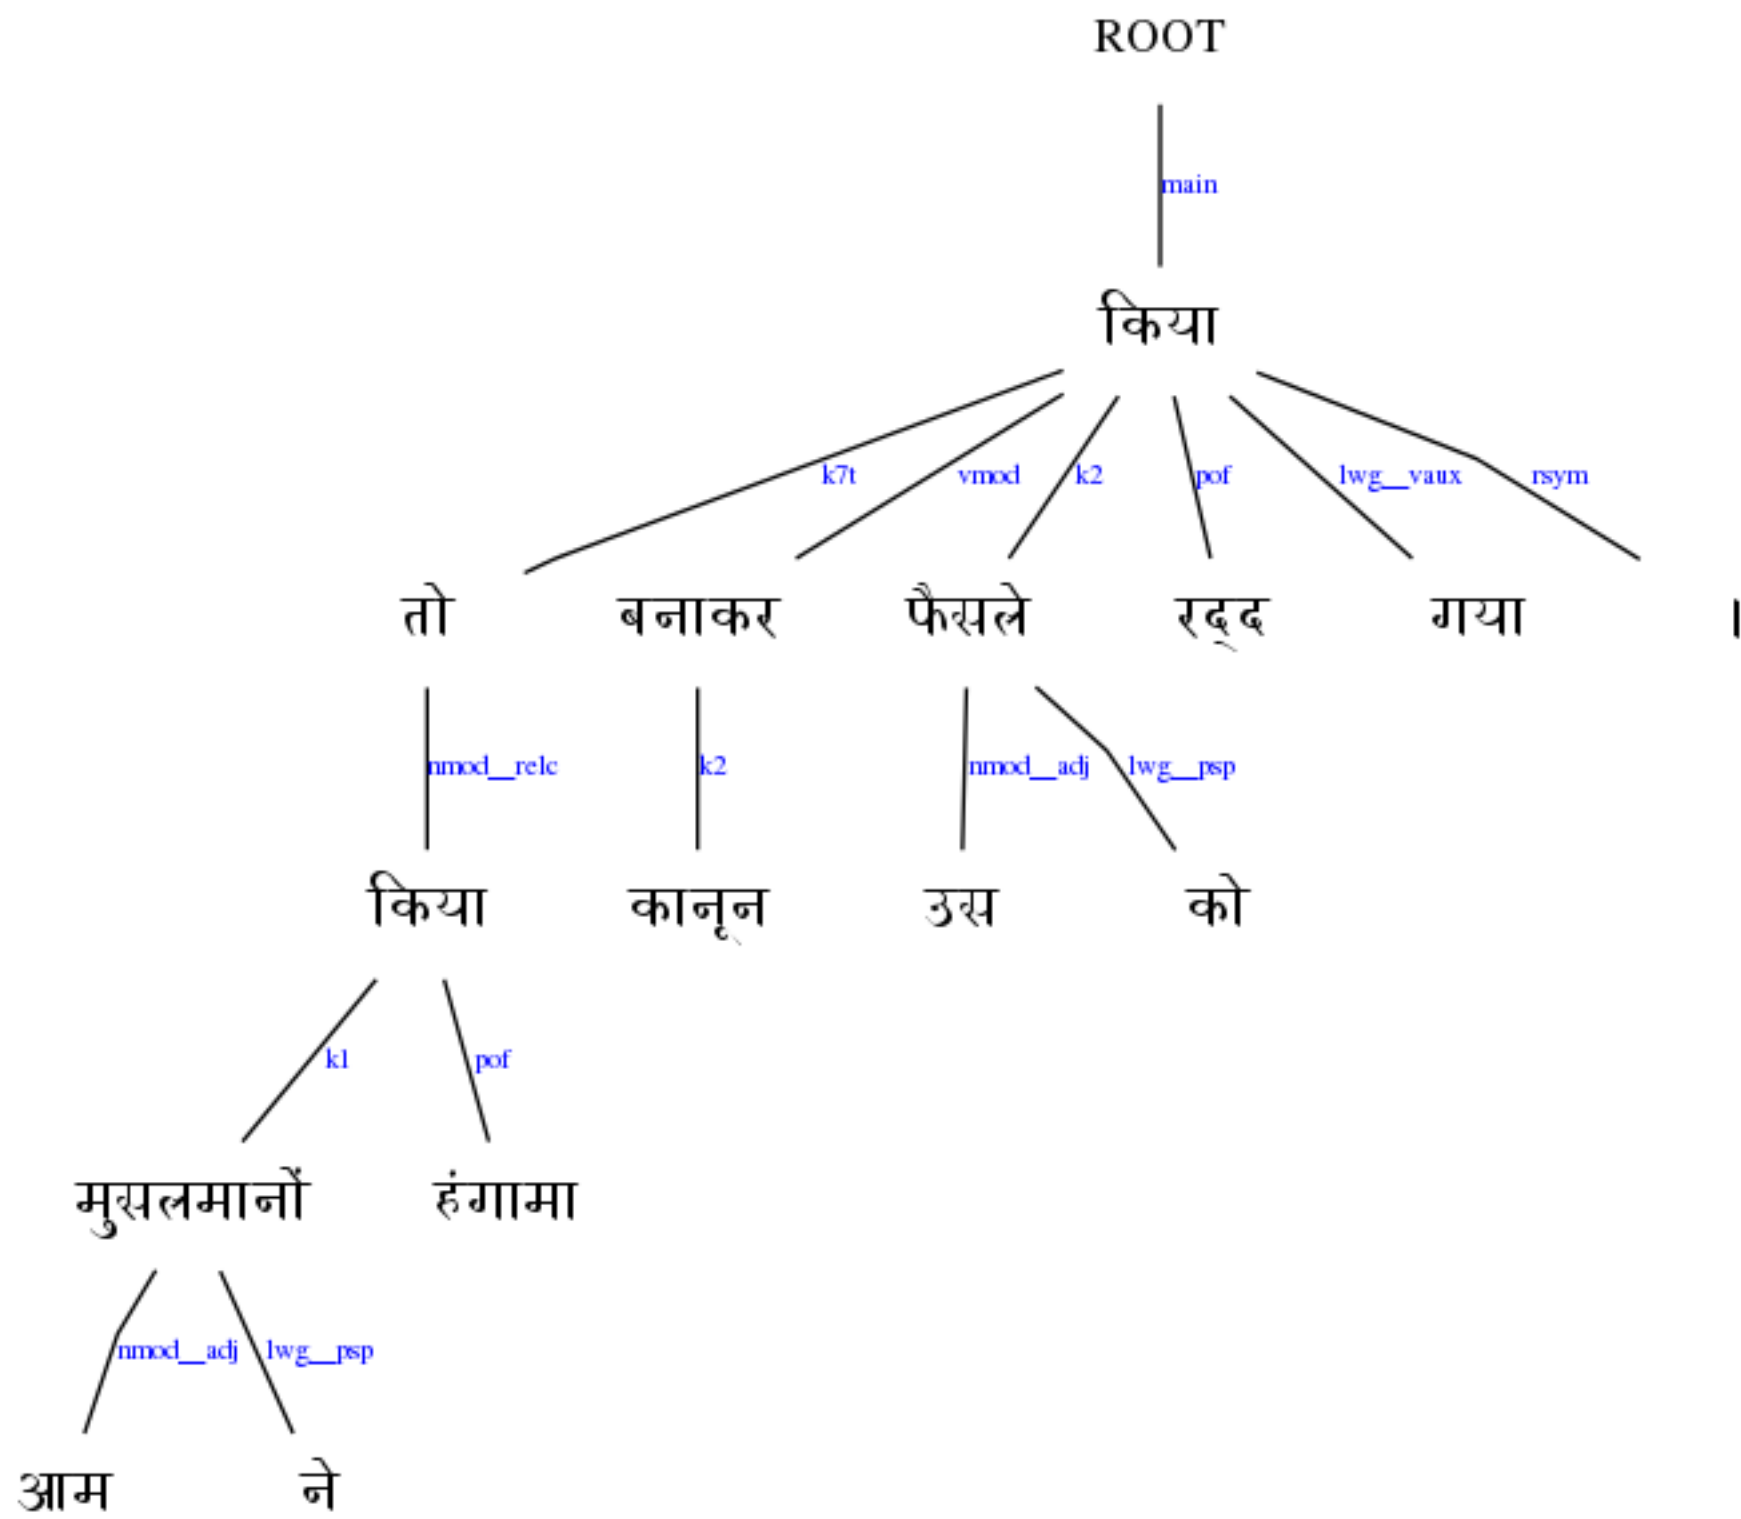 ROOT
main
किया
k7t vmod k2 pof lwg__vaux rsym
तो बनाकर फैसले रद्द गया ।
nmod__relc k2 nmod__adj lwg__psp
किया कानून उस को
k1 pof
मुसलमानों हंगामा
nmod__adj lwg__psp
आम ने